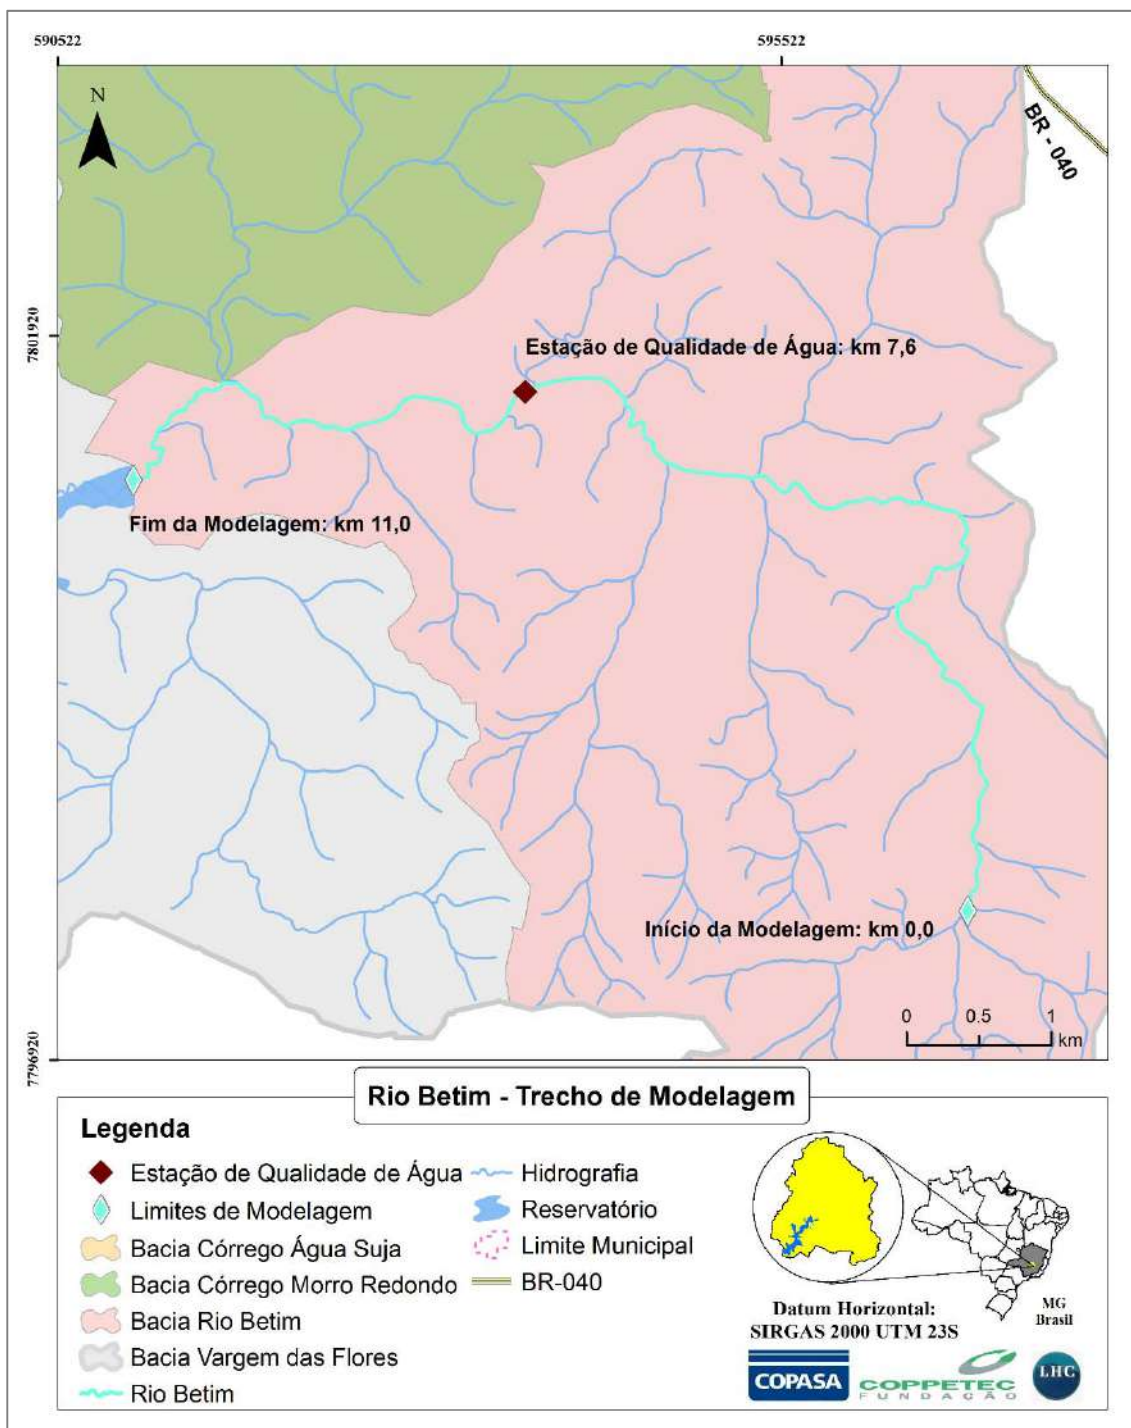 590522
595522
N
BR - 040
7801920
Estação de Qualidade de Água: km 7,6
Fim da Modelagem: km 11,0
Início da Modelagem: km 0,0
0 0.5 1
km
7796920
Rio Betim - Trecho de Modelagem
Legenda
Estação de Qualidade de Água
Limites de Modelagem
Bacia Córrego Água Suja
Bacia Córrego Morro Redondo
Bacia Rio Betim
Bacia Vargem das Flores
Rio Betim
Hidrografia
Reservatório
Limite Municipal
BR-040
MG
Brasil
Datum Horizontal:
SIRGAS 2000 UTM 23S
COPASA
COPPETEC
FUNDAÇÃO
LHC